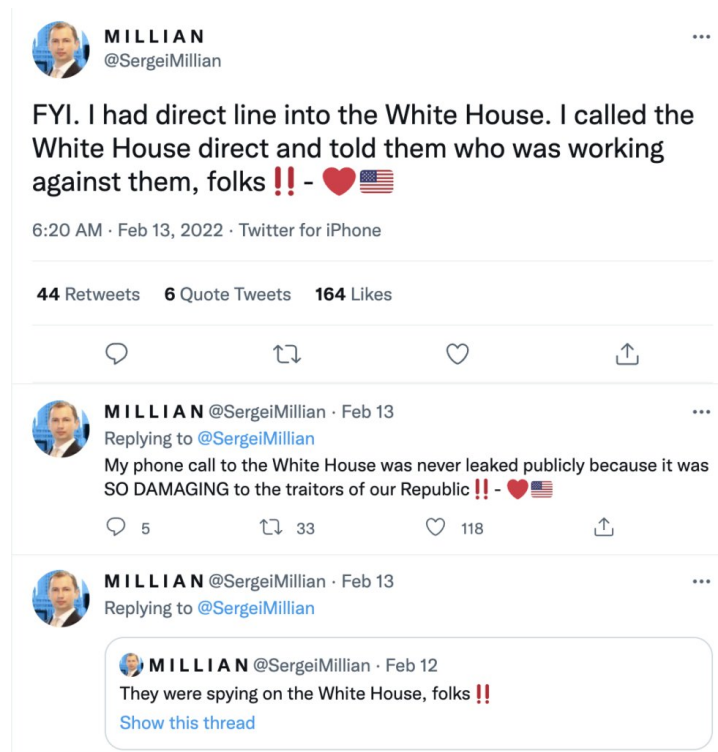 MILLIAN
@SergeiMillian
FYI. I had direct line into the White House. I called the
White House direct and told them who was working
against them, folks‼️ - ❤️🇺🇸
6:20 AM · Feb 13, 2022 · Twitter for iPhone
44 Retweets 6 Quote Tweets 164 Likes
MILLIAN @SergeiMillian · Feb 13
Replying to @SergeiMillian
My phone call to the White House was never leaked publicly because it was
SO DAMAGING to the traitors of our Republic‼️ - ❤️🇺🇸
5 33 118
MILLIAN @SergeiMillian · Feb 13
Replying to @SergeiMillian
MILLIAN @SergeiMillian · Feb 12
They were spying on the White House, folks‼️
Show this thread